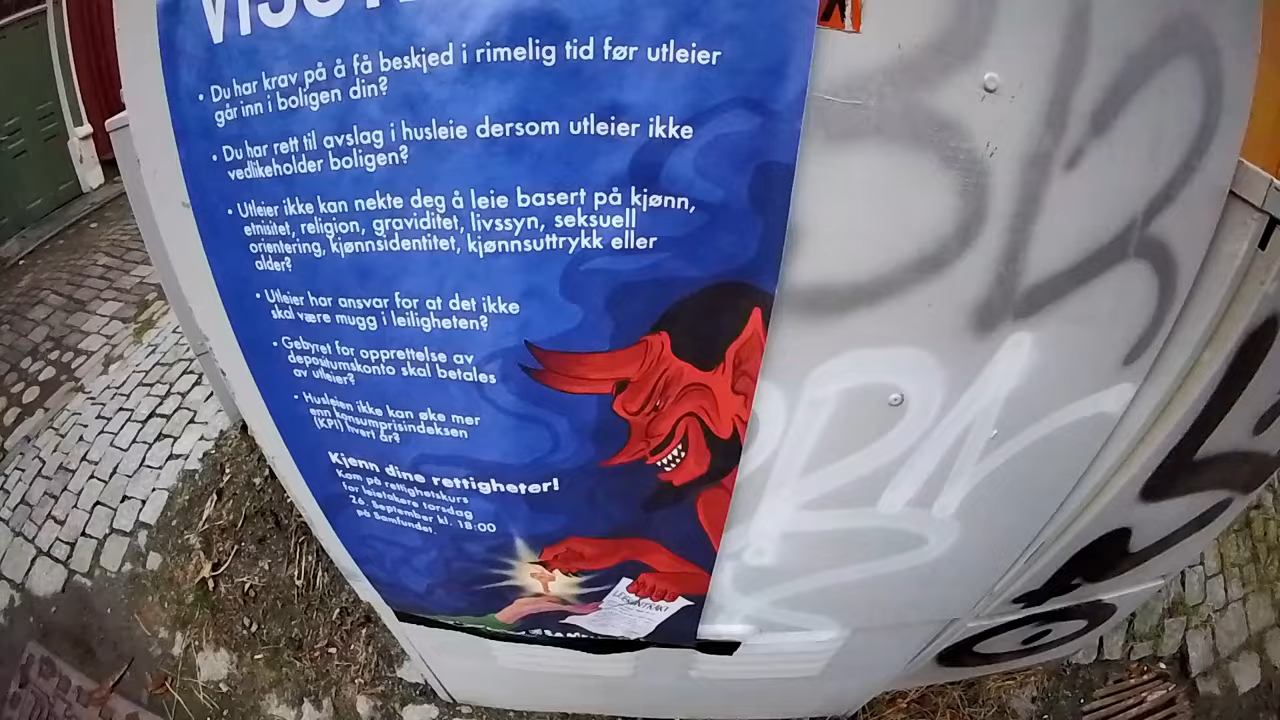 VISSTE
• Du har krav på å få beskjed i rimelig tid før utleier
går inn i boligen din?
• Du har rett til avslag i husleie dersom utleier ikke
vedlikeholder boligen?
• Utleier ikke kan nekte deg å leie basert på kjønn,
etnisitet, religion, graviditet, livssyn, seksuell
orientering, kjønnsidentitet, kjønnsuttrykk eller
alder?
• Utleier har ansvar for at det ikke
skal være mugg i leiligheten?
• Gebyret for opprettelse av
depositumskonto skal betales
av utleier?
• Husleien ikke kan øke mer
enn konsumprisindeksen
(KPI) hvert år?
Kjenn dine rettigheter!
Kom på rettighetskurs
for leietakere torsdag
26. September kl. 18:00
på Samfundet.
LEIEKONTRAKT